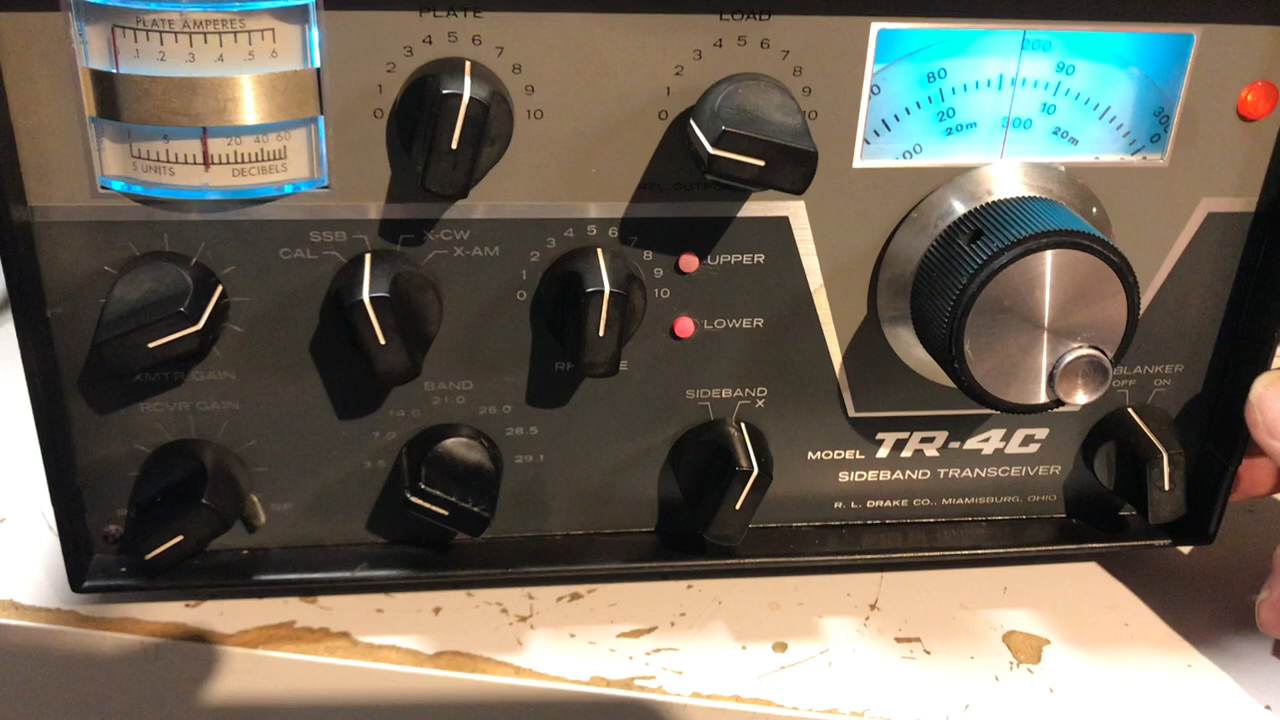 PLATE AMPERES
.1 .2 .3 .4 .5 .6
1 5 20 40 60
S UNITS DECIBELS
PLATE
0 1 2 3 4 5 6 7 8 9 10
LOAD
0 1 2 3 4 5 6 7 8 10
80 200 90
20 10 300 0
20m 300 20m
SSB X-CW
CAL X-AM
0 1 2 3 4 5 6 7 8 9 10
UPPER
LOWER
XMTR GAIN
RCVR GAIN
BAND
3.5 7.0 14.0 21.0 28.0 28.5 29.1
SIDEBAND
X
BLANKER
OFF ON
MODEL TR-4C
SIDEBAND TRANSCEIVER
R. L. DRAKE CO., MIAMISBURG, OHIO